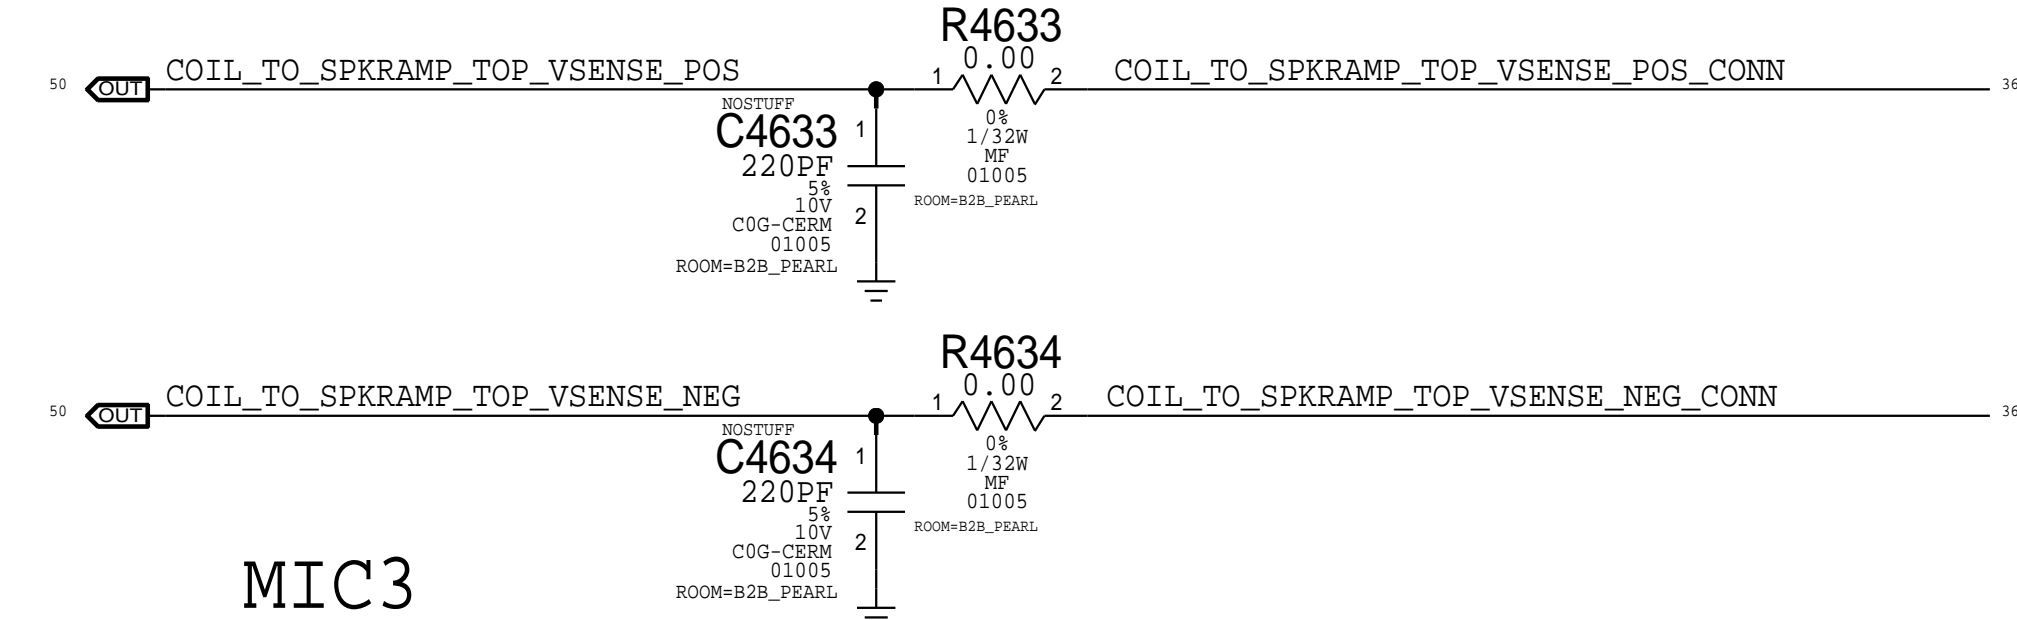 R4633
0.00
50 OUT COIL_TO_SPKRAMP_TOP_VSENSE_POS 1 2 COIL_TO_SPKRAMP_TOP_VSENSE_POS_CONN 36
NOSTUFF
C4633 1
220PF
5%
10V
2
C0G-CERM
01005
ROOM=B2B_PEARL
0%
1/32W
MF
01005
ROOM=B2B_PEARL
R4634
0.00
50 OUT COIL_TO_SPKRAMP_TOP_VSENSE_NEG 1 2 COIL_TO_SPKRAMP_TOP_VSENSE_NEG_CONN 36
NOSTUFF
C4634 1
220PF
5%
10V
2
C0G-CERM
01005
ROOM=B2B_PEARL
0%
1/32W
MF
01005
ROOM=B2B_PEARL
MIC3